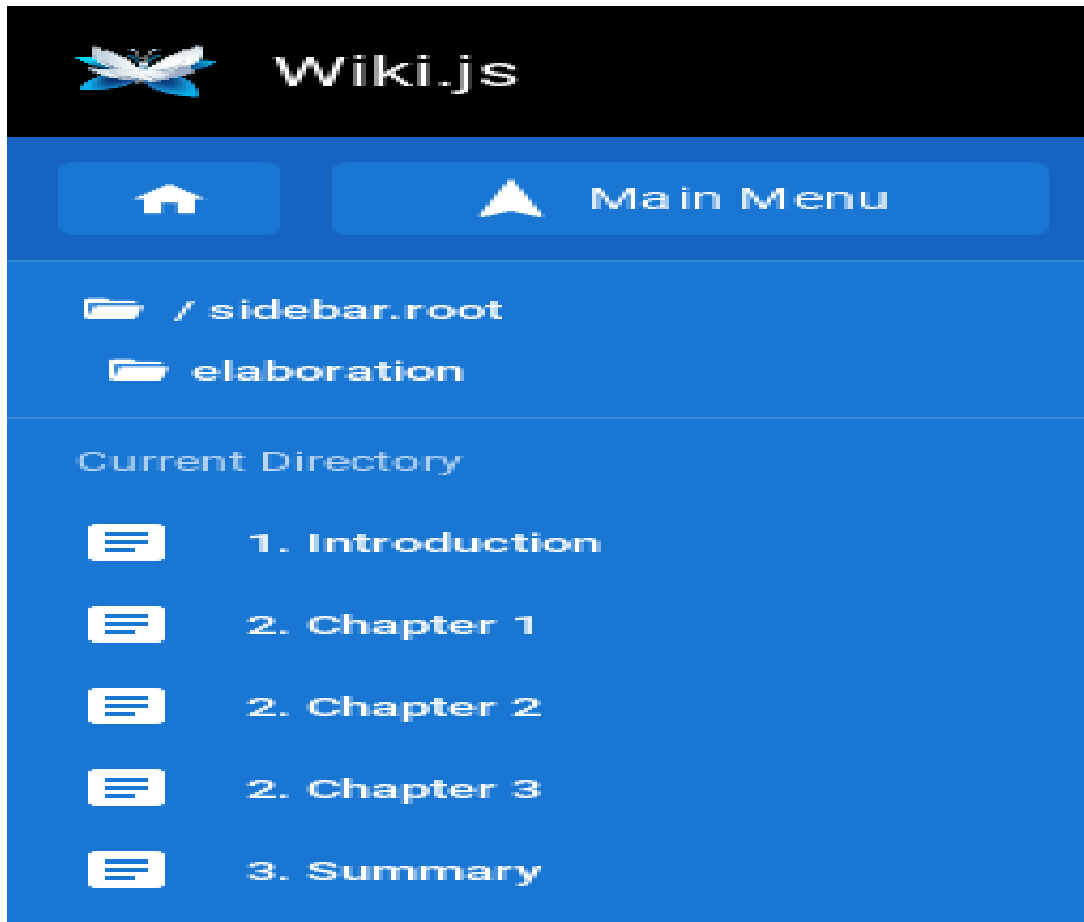 Wiki.js
Main Menu
/ sidebar.root
elaboration
Current Directory
1. Introduction
2. Chapter 1
2. Chapter 2
2. Chapter 3
3. Summary